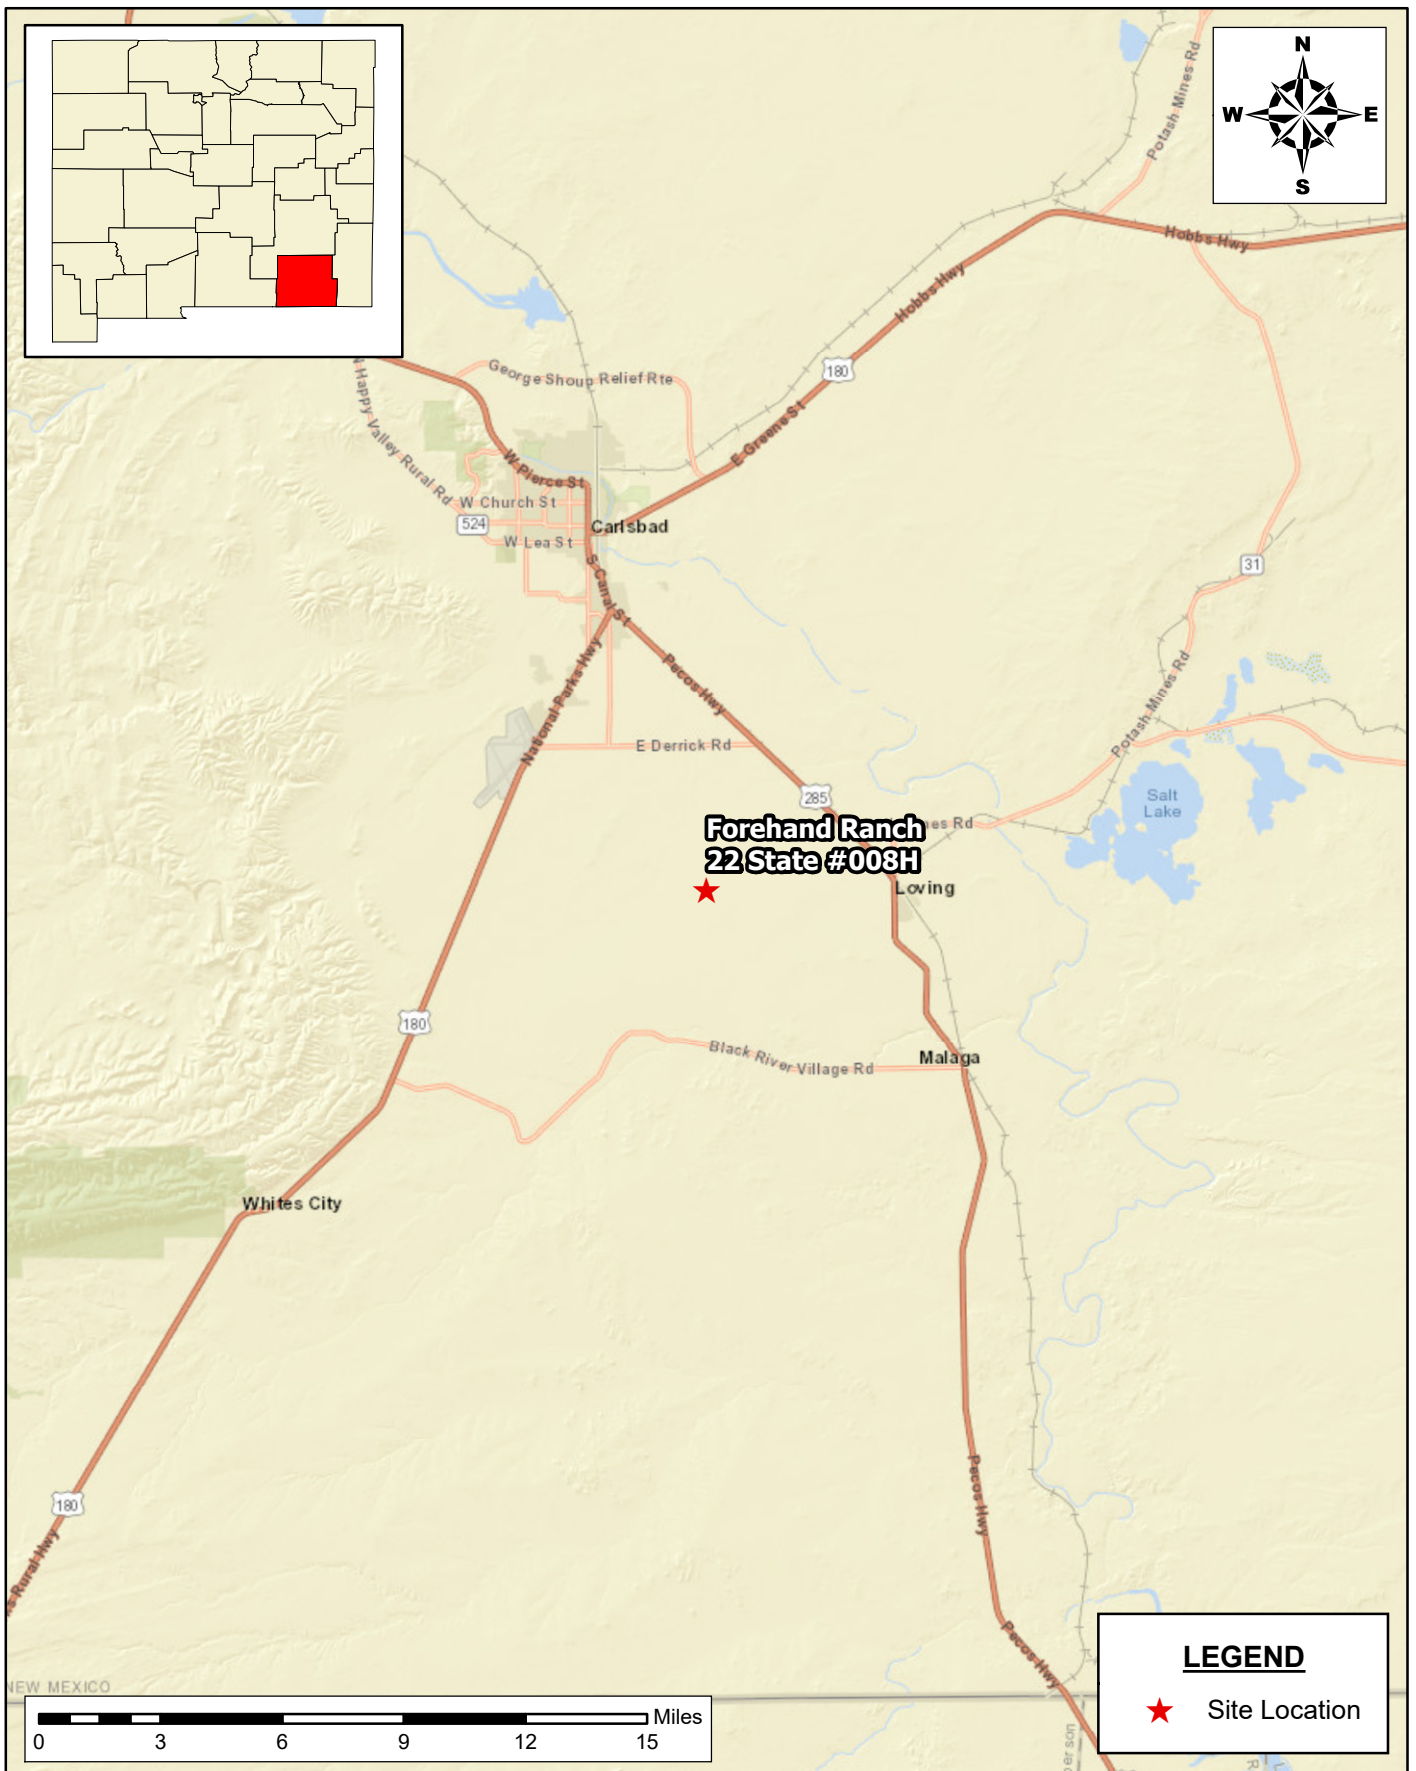 N
W
E
S
Potash Mines Rd
Hobbs Hwy
Hobbs Hwy
180
George Shoup Relief Rte
N Happy Valley Rural Rd
E Greene St
W Pierce St
W Church St
524
Carlsbad
W Lea St
S Canal St
31
National Parks Hwy
Pecos Hwy
Potash Mines Rd
E Derrick Rd
285
Salt
Lake
Forehand Ranch
22 State #008H
Rd
Loving
180
Black River Village Rd
Malaga
Whites City
Pecos Hwy
180
Rural Hwy
Pecos Hwy
NEW MEXICO
LEGEND
Site Location
Miles
0 3 6 9 12 15